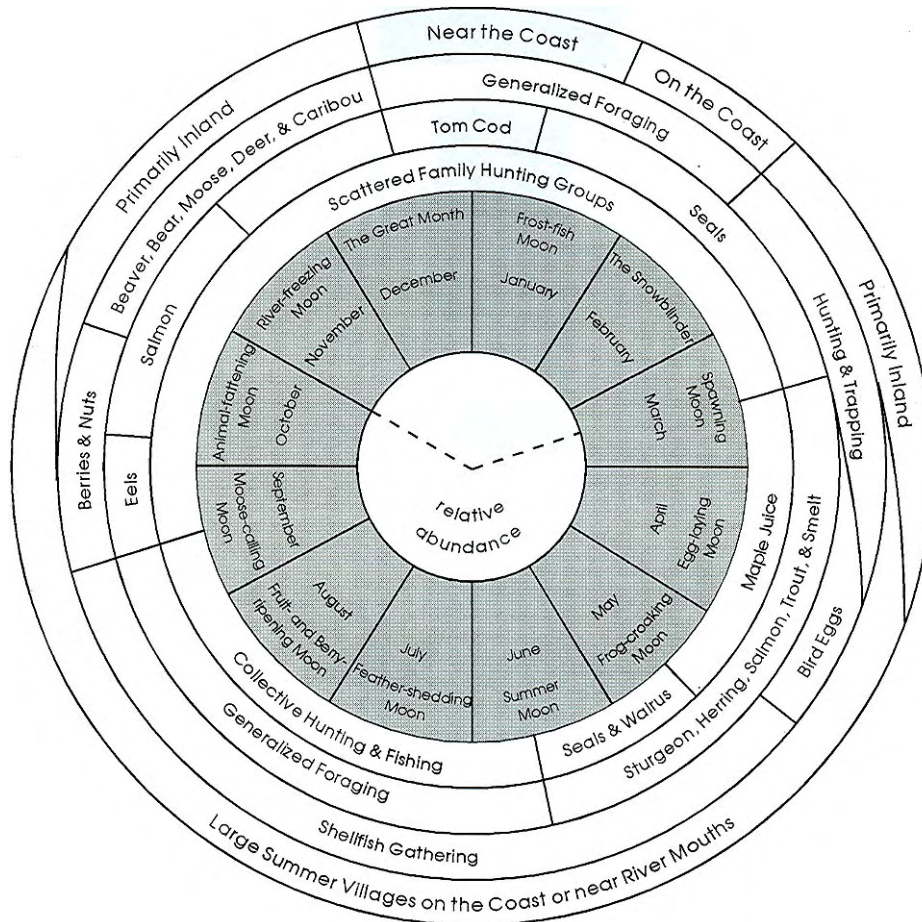 Near the Coast
On the Coast
Primarily Inland
Large Summer Villages on the Coast or near River Mouths
Primarily Inland
Generalized Foraging
Hunting & Trapping
Bird Eggs
Shellfish Gathering
Berries & Nuts
Beaver, Bear, Moose, Deer, & Caribou
Tom Cod
Seals
Sturgeon, Herring, Salmon, Trout, & Smelt
Generalized Foraging
Eels
Salmon
Scattered Family Hunting Groups
Maple Juice
Seals & Walrus
Collective Hunting & Fishing
Frost-fish
Moon
January
The Snowblinder
February
Spawning
Moon
March
April
Egg-laying
Moon
May
Frog-croaking
Moon
June
Summer
Moon
July
Feather-shedding
Moon
August
Fruit- and Berry-
ripening Moon
September
Moose-calling
Moon
Animal-fattening
Moon
October
River-freezing
Moon
November
The Great Month
December
relative
abundance